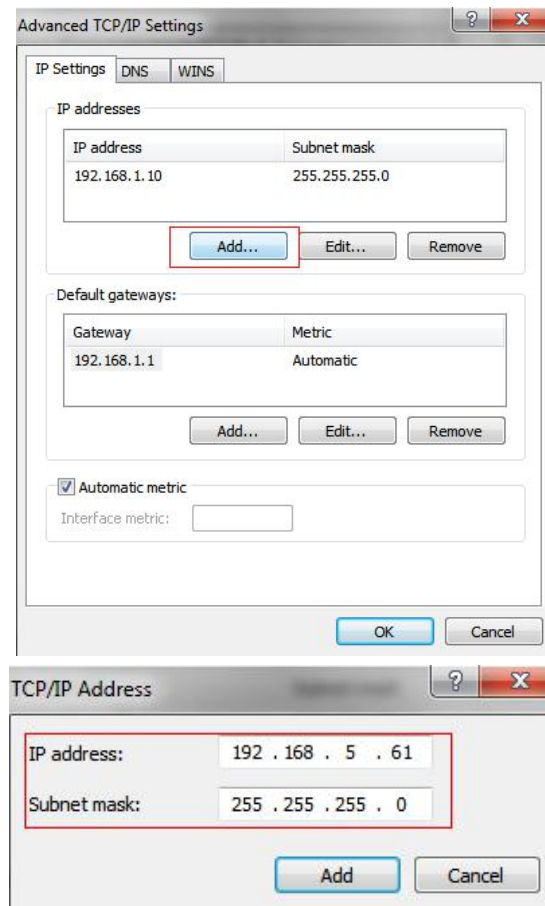 Advanced TCP/IP Settings
IP Settings DNS WINS
IP addresses
IP address Subnet mask
192.168.1.10 255.255.255.0
Add... Edit... Remove
Default gateways:
Gateway Metric
192.168.1.1 Automatic
Add... Edit... Remove
Automatic metric
Interface metric:
OK Cancel
TCP/IP Address
IP address: 192 . 168 . 5 . 61
Subnet mask: 255 . 255 . 255 . 0
Add Cancel